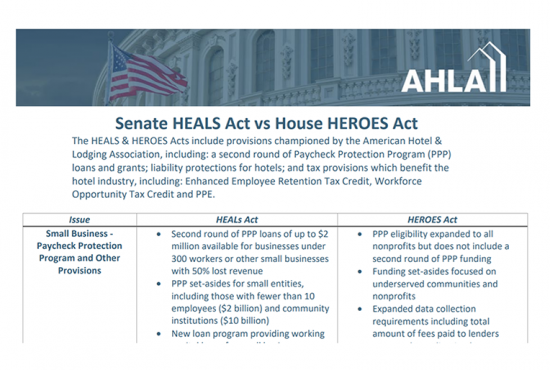 AHLA
Senate HEALS Act vs House HEROES Act
The HEALS & HEROES Acts include provisions championed by the American Hotel &
Lodging Association, including: a second round of Paycheck Protection Program (PPP)
loans and grants; liability protections for hotels; and tax provisions which benefit the
hotel industry, including: Enhanced Employee Retention Tax Credit, Workforce
Opportunity Tax Credit and PPE.
Issue
HEALs Act
HEROES Act
Small Business -
Paycheck Protection
Program and Other
Provisions
• Second round of PPP loans of up to $2
million available for businesses under
300 workers or other small businesses
with 50% lost revenue
• PPP set-asides for small entities,
including those with fewer than 10
employees ($2 billion) and community
institutions ($10 billion)
• New loan program providing working
• PPP eligibility expanded to all
nonprofits but does not include a
second round of PPP funding
• Funding set-asides focused on
underserved communities and
nonprofits
• Expanded data collection
requirements including total
amount of fees paid to lenders